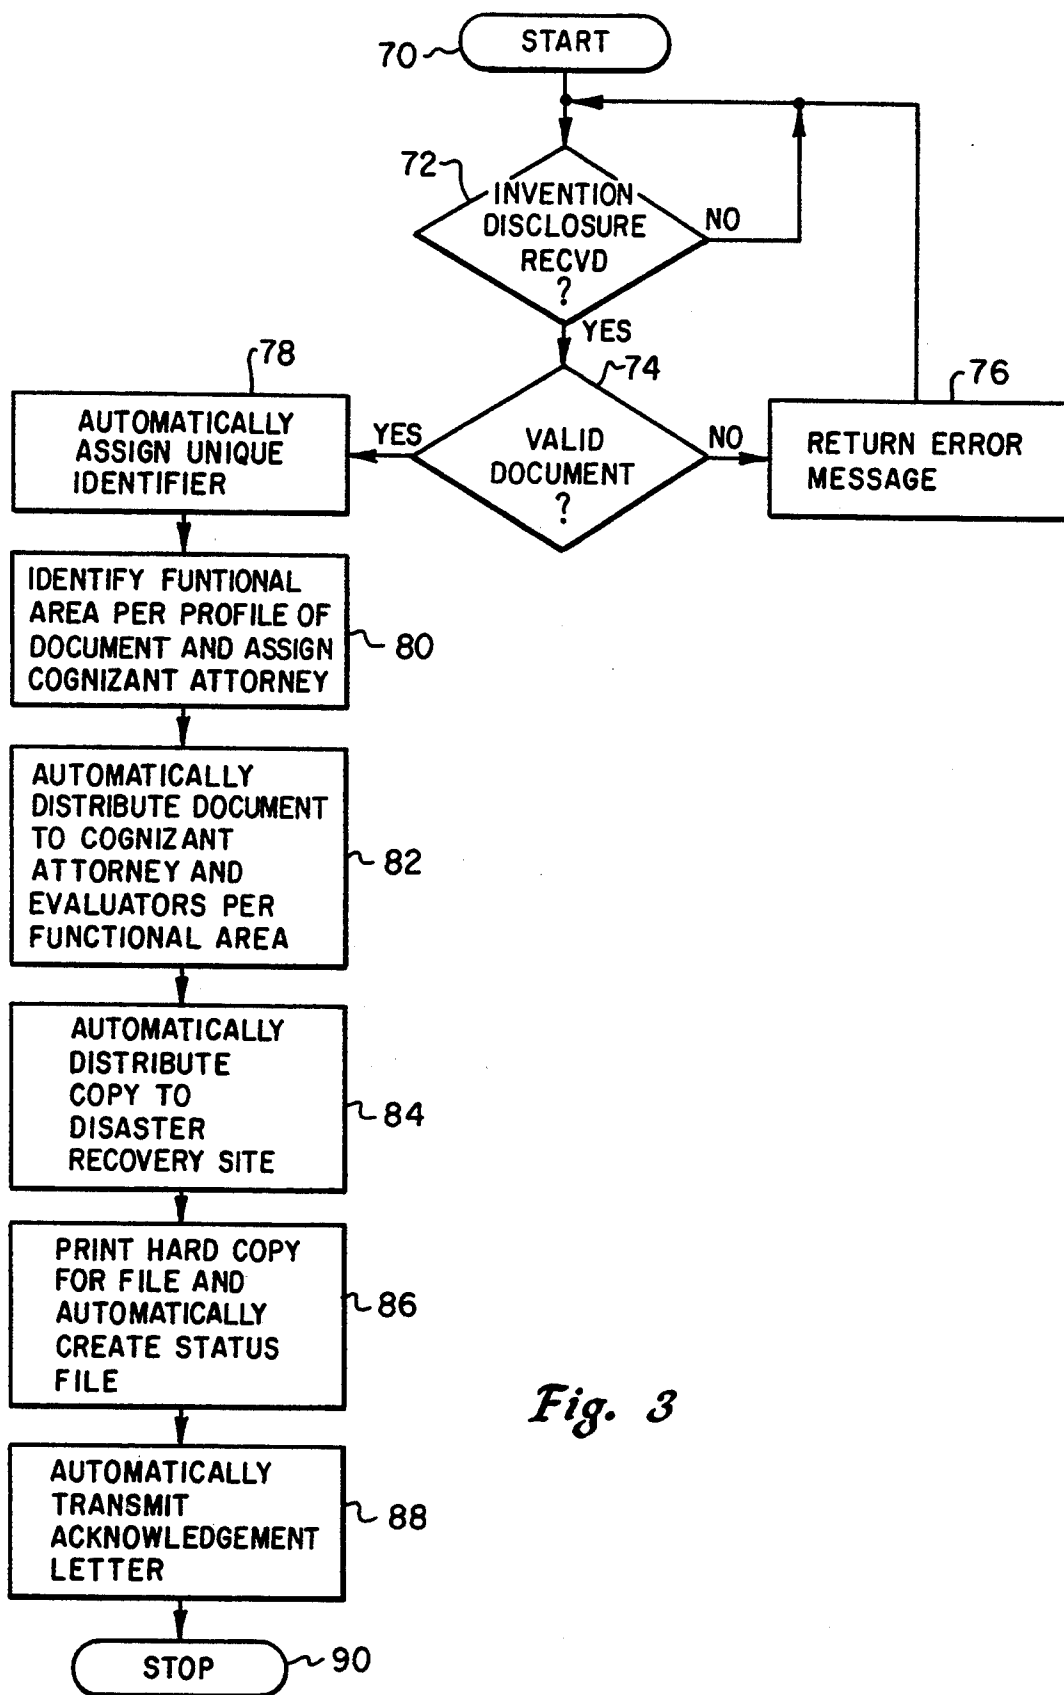 START
70
72
INVENTION
DISCLOSURE
RECVD
?
NO
YES
74
VALID
DOCUMENT
?
YES
NO
76
RETURN ERROR
MESSAGE
78
AUTOMATICALLY
ASSIGN UNIQUE
IDENTIFIER
IDENTIFY FUNTIONAL
AREA PER PROFILE OF
DOCUMENT AND ASSIGN
COGNIZANT ATTORNEY
80
AUTOMATICALLY
DISTRIBUTE DOCUMENT
TO COGNIZANT
ATTORNEY AND
EVALUATORS PER
FUNCTIONAL AREA
82
AUTOMATICALLY
DISTRIBUTE
COPY TO
DISASTER
RECOVERY SITE
84
PRINT HARD COPY
FOR FILE AND
AUTOMATICALLY
CREATE STATUS
FILE
86
AUTOMATICALLY
TRANSMIT
ACKNOWLEDGEMENT
LETTER
88
STOP
90
Fig. 3